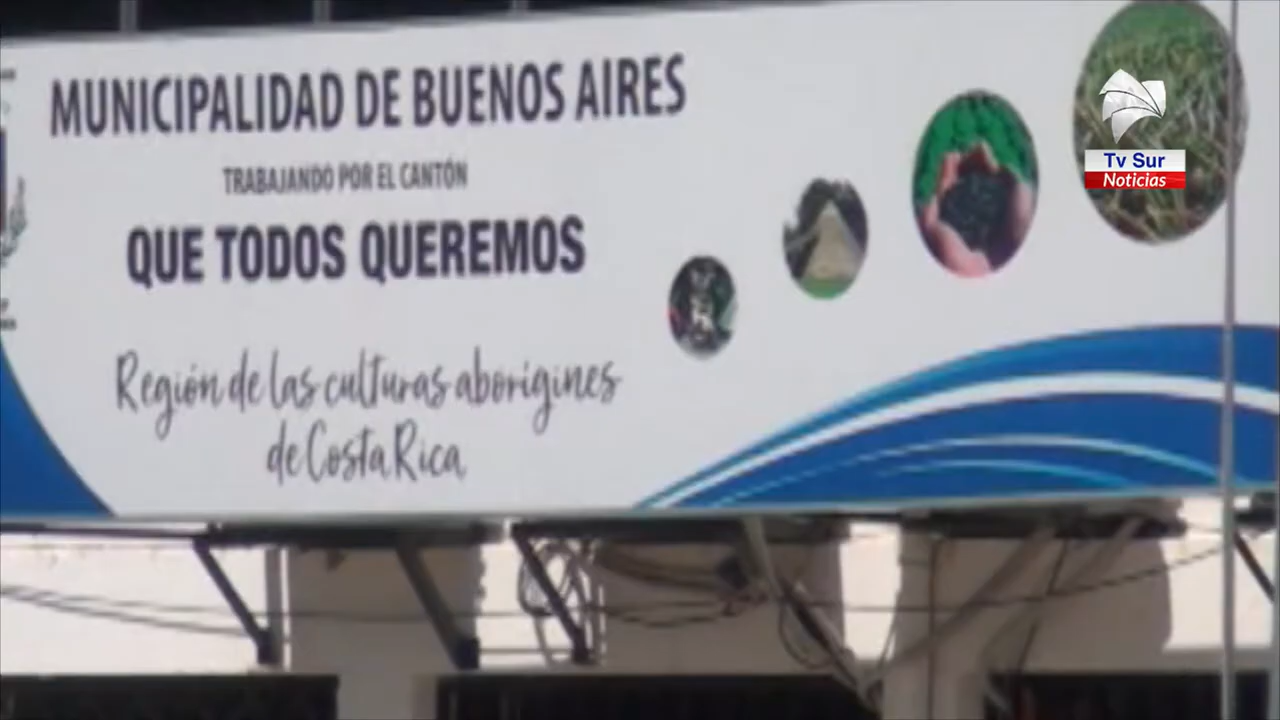 MUNICIPALIDAD DE BUENOS AIRES
TRABAJANDO POR EL CANTÓN
QUE TODOS QUEREMOS
Región de las culturas aborigines
de Costa Rica
Tv Sur
Noticias